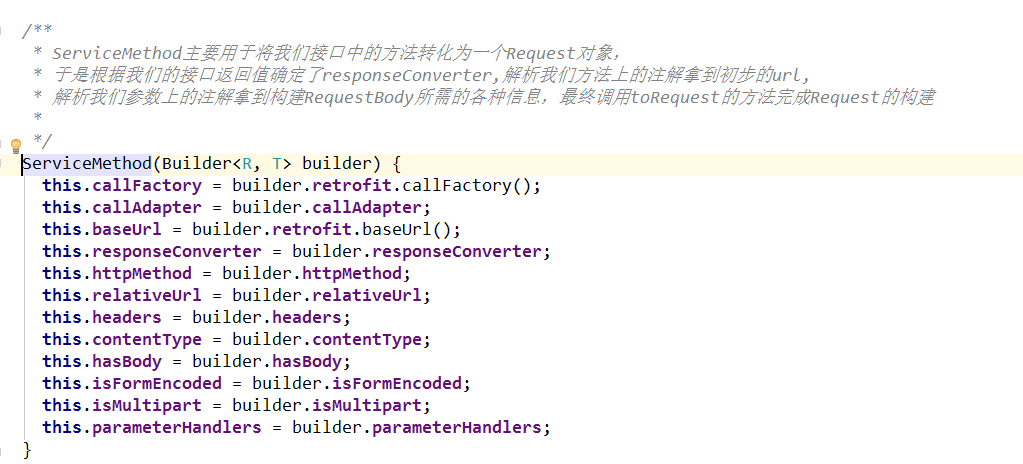 /**
 * ServiceMethod主要用于将我们接口中的方法转化为一个Request对象，
 * 于是根据我们的接口返回值确定了responseConverter,解析我们方法上的注解拿到初步的url,
 * 解析我们参数上的注解拿到构建RequestBody所需的各种信息，最终调用toRequest的方法完成Request的构建
 *
 */
ServiceMethod(Builder<R, T> builder) {
  this.callFactory = builder.retrofit.callFactory();
  this.callAdapter = builder.callAdapter;
  this.baseUrl = builder.retrofit.baseUrl();
  this.responseConverter = builder.responseConverter;
  this.httpMethod = builder.httpMethod;
  this.relativeUrl = builder.relativeUrl;
  this.headers = builder.headers;
  this.contentType = builder.contentType;
  this.hasBody = builder.hasBody;
  this.isFormEncoded = builder.isFormEncoded;
  this.isMultipart = builder.isMultipart;
  this.parameterHandlers = builder.parameterHandlers;
}